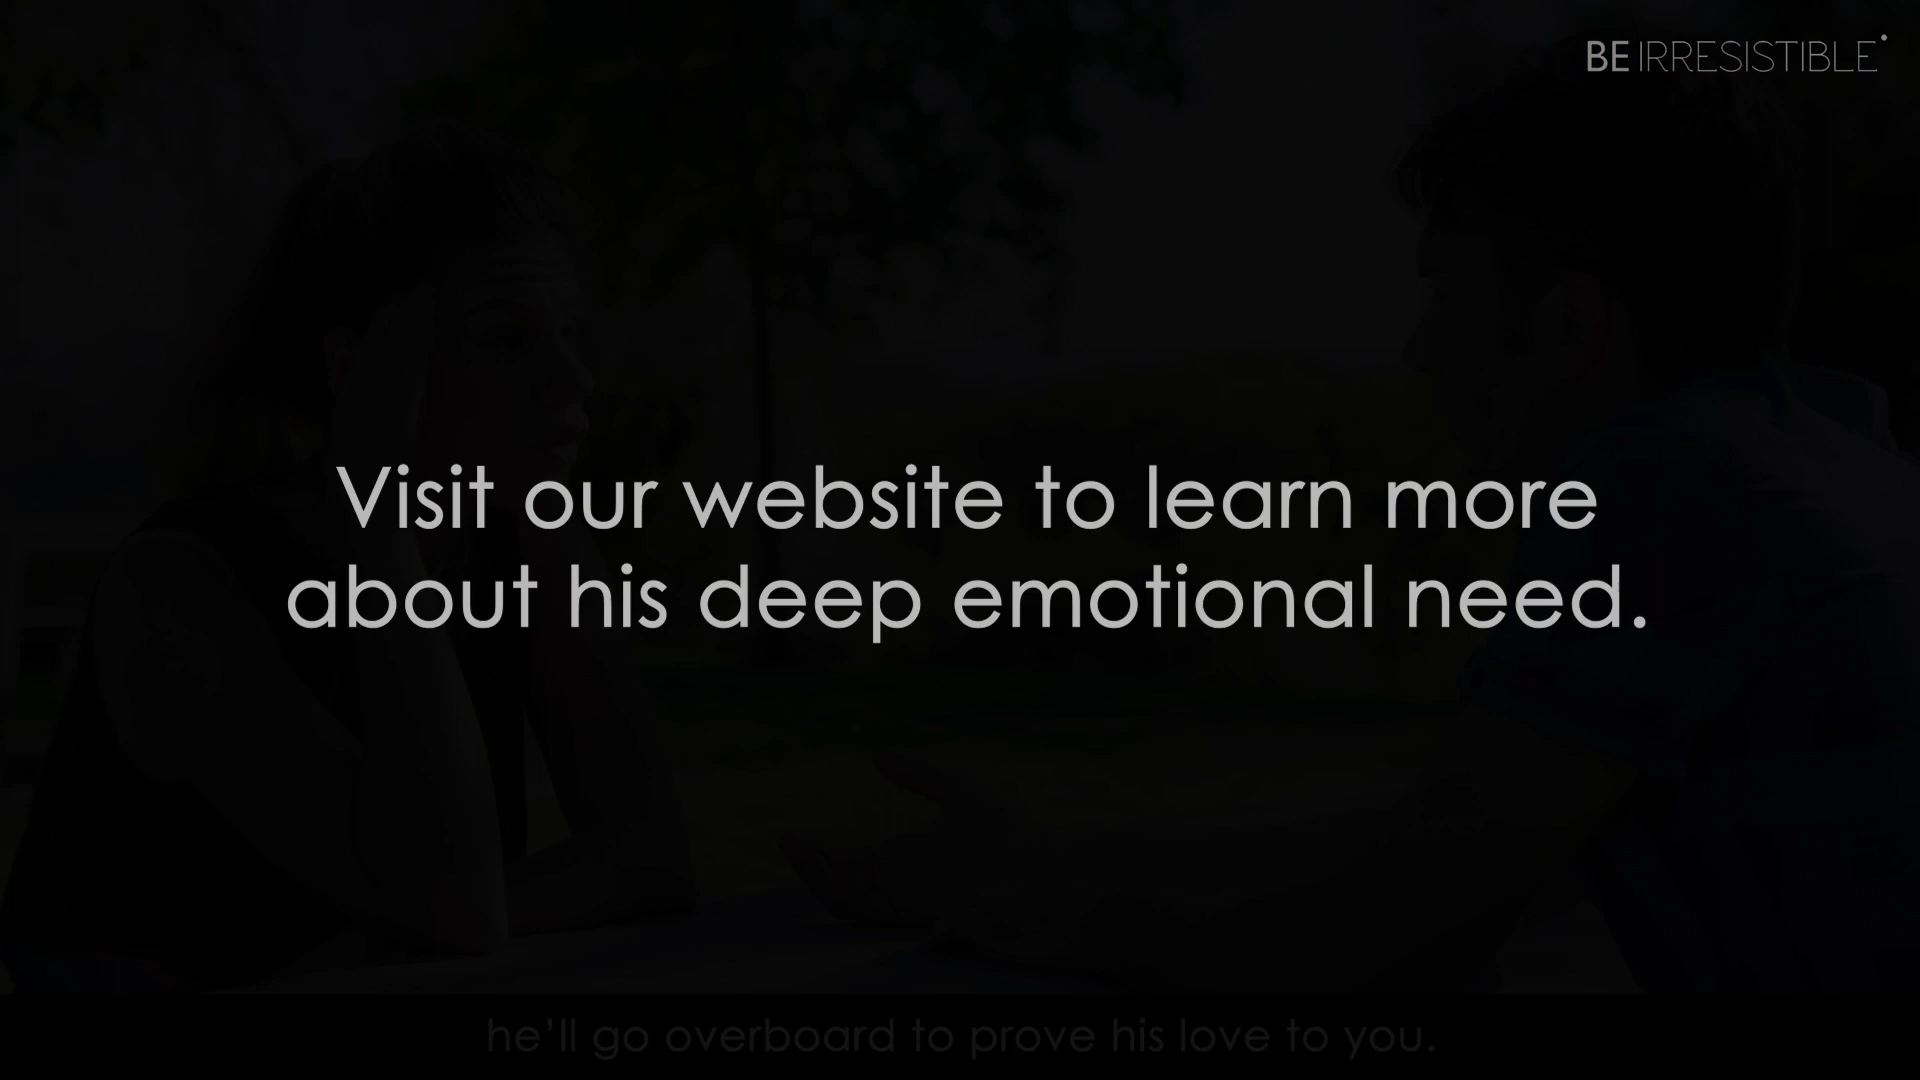 BE IRRESISTIBLE
Visit our website to learn more
about his deep emotional need.
he'll go overboard to prove his love to you.